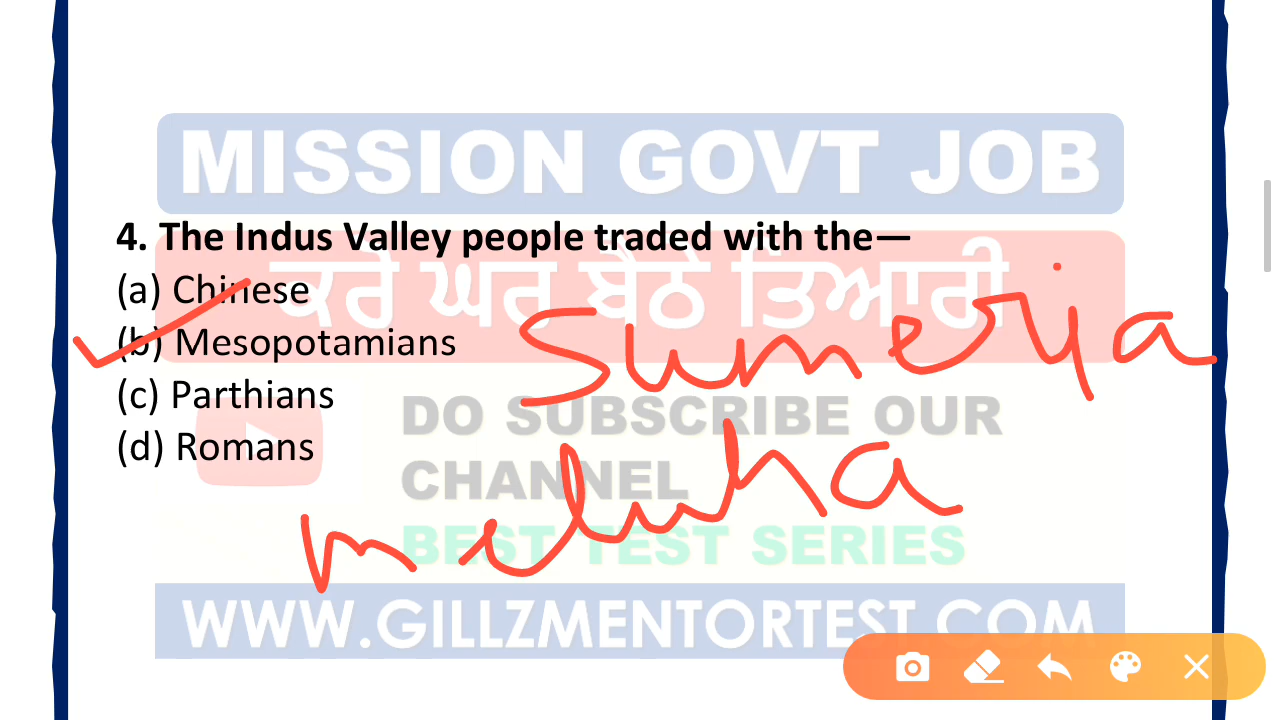 MISSION GOVT JOB
4. The Indus Valley people traded with the—
ਕਰੋ ਘਰ ਬੈਠੇ ਤਿਆਰੀ
(a) Chinese
(b) Mesopotamians
Sumeria
(c) Parthians
DO SUBSCRIBE OUR
(d) Romans
CHANNEL
meluha
BEST TEST SERIES
WWW.GILLZMENTORTEST.COM